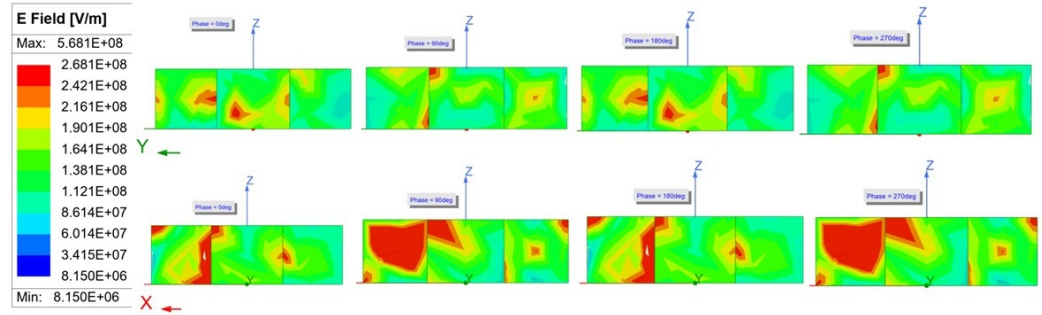 E Field [V/m]
Max: 5.681E+08
2.681E+08
2.421E+08
2.161E+08
1.901E+08
1.641E+08
1.381E+08
1.121E+08
8.614E+07
6.014E+07
3.415E+07
8.150E+06
Min: 8.150E+06
Phase = 0deg
Z
Phase = 90deg
Z
Phase = 180deg
Z
Phase = 270deg
Z
Y
Phase = 0deg
Z
Y
Phase = 90deg
Z
Y
Phase = 180deg
Z
Y
Phase = 270deg
Z
Y
X